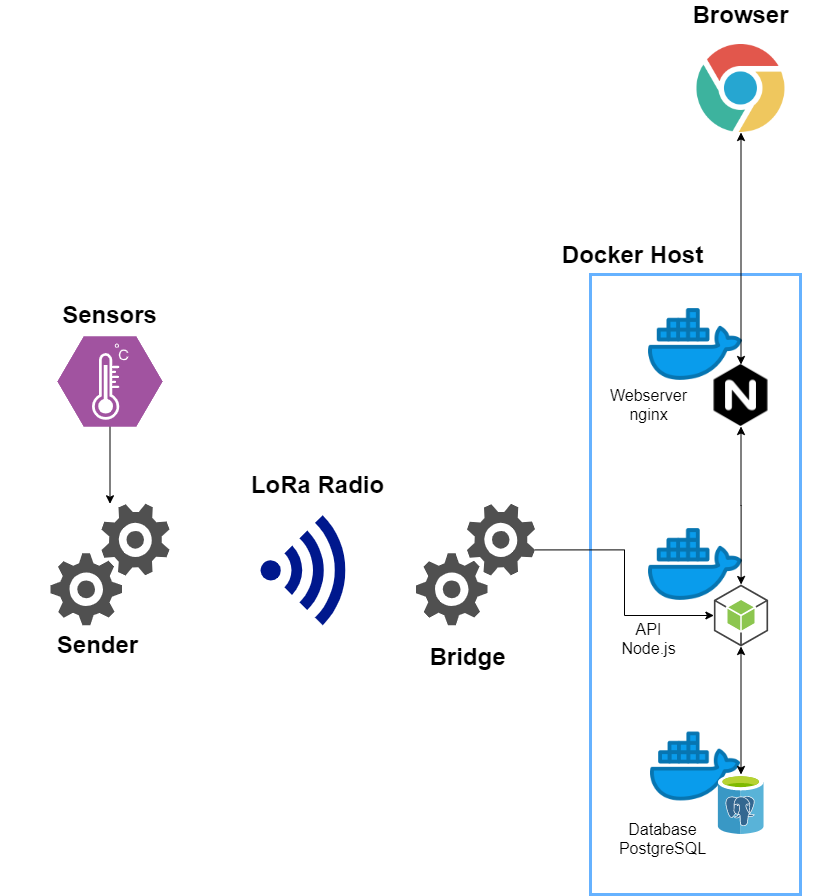 Browser
Docker Host
Sensors
°C
Webserver
nginx
N
LoRa Radio
Sender
Bridge
API
Node.js
Database
PostgreSQL